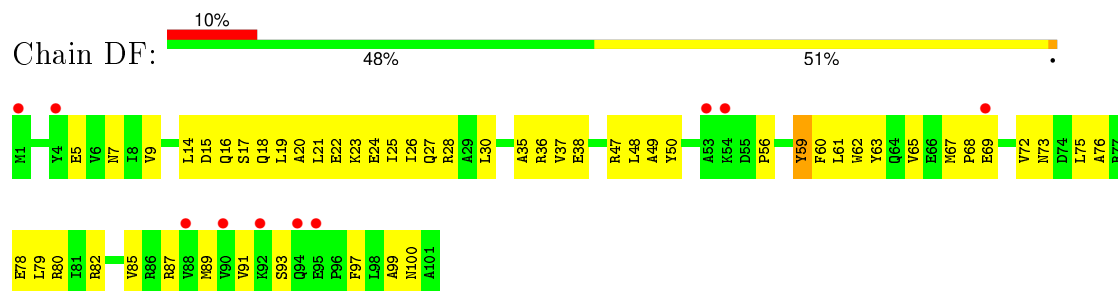 10%
Chain DF:
48% 51% •
M1 Y4 E5 V6 N7 I8 V9 L14 D15 Q16 S17 Q18 L19 A20 L21 E22 K23 E24 I25 I26 Q27 R28 A29 L30 A35 R36 V37 E38 R47 L48 A49 Y50 A53 K54 D55 P56 Y59 F60 L61 W62 Y63 Q64 V65 E66 M67 P68 E69 V72 N73 D74 L75 A76 R77
E78 L79 R80 I81 R82 V85 R86 R87 V88 M89 V90 V91 K92 S93 Q94 E95 P96 F97 L98 A99 N100 A101